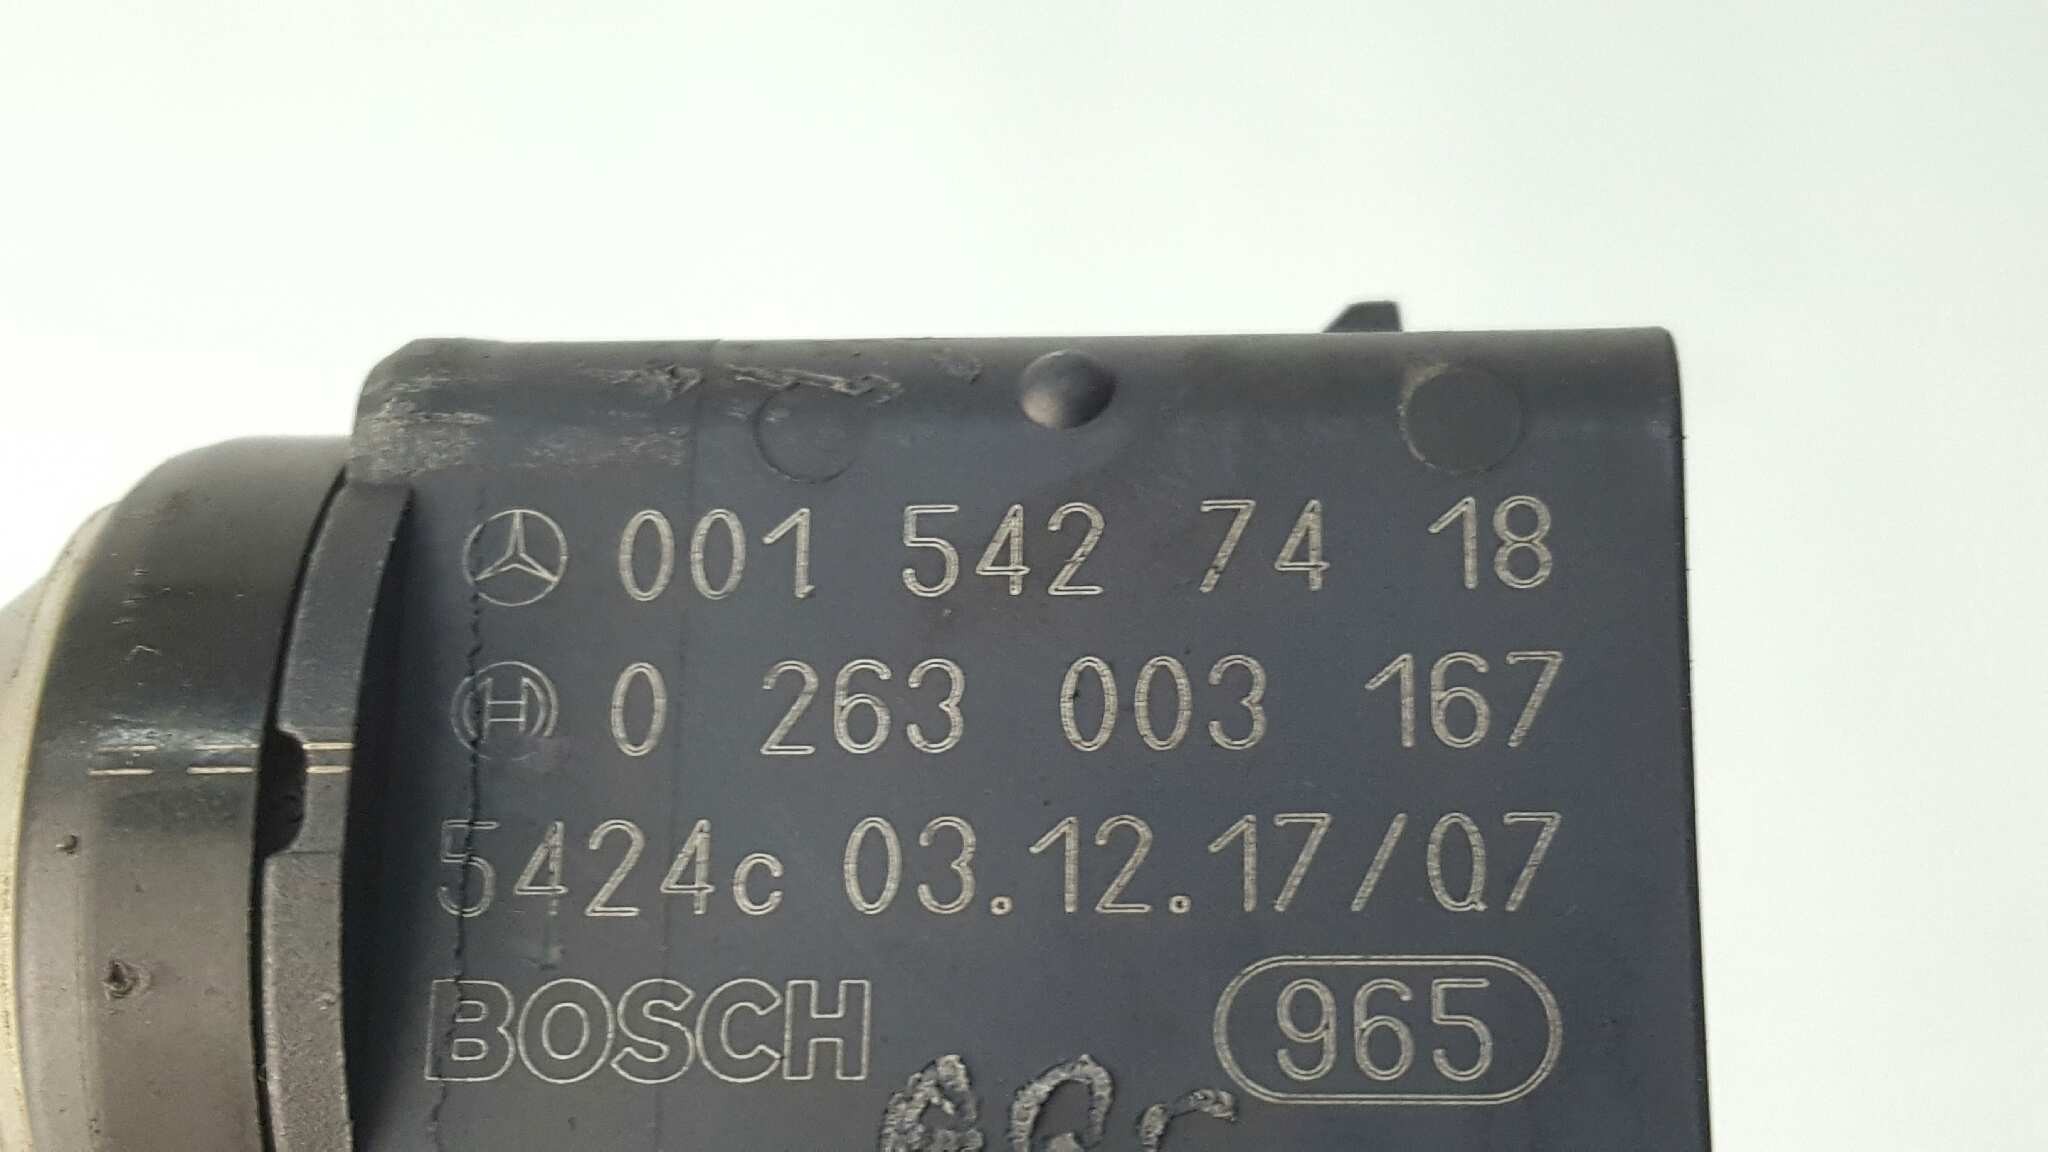 001 542 74 18
0 263 003 167
5424c 03.12.17/07
BOSCH 965